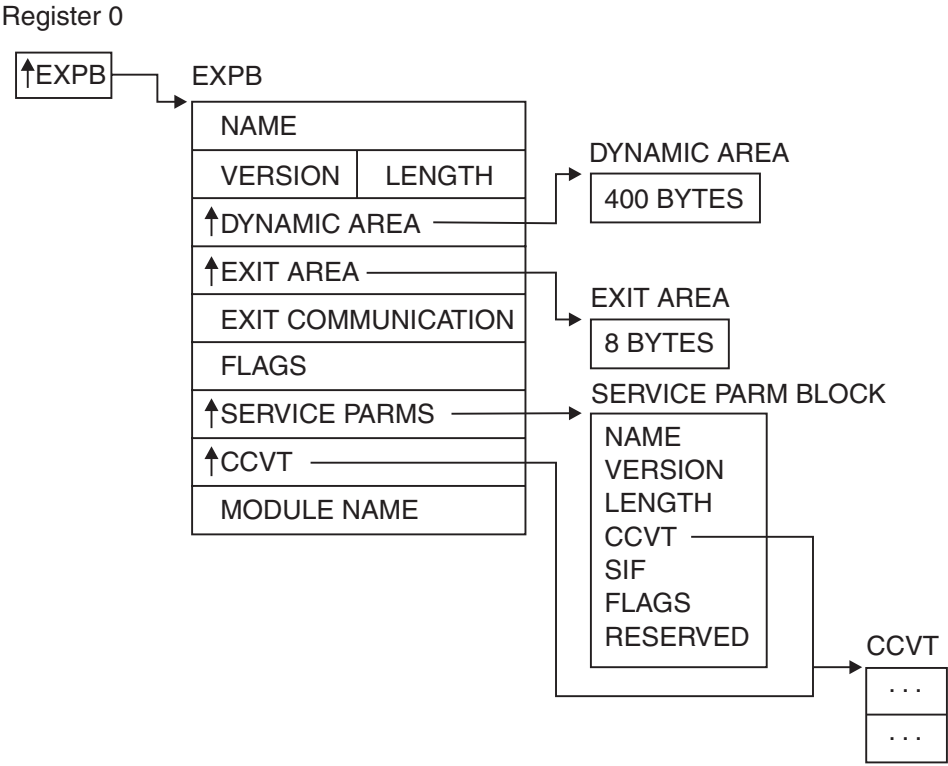 Register 0
↑EXPB
EXPB
NAME
VERSION LENGTH
↑DYNAMIC AREA
↑EXIT AREA
EXIT COMMUNICATION
FLAGS
↑SERVICE PARMS
↑CCVT
MODULE NAME
DYNAMIC AREA
400 BYTES
EXIT AREA
8 BYTES
SERVICE PARM BLOCK
NAME
VERSION
LENGTH
CCVT
SIF
FLAGS
RESERVED
CCVT
. . .
. . .